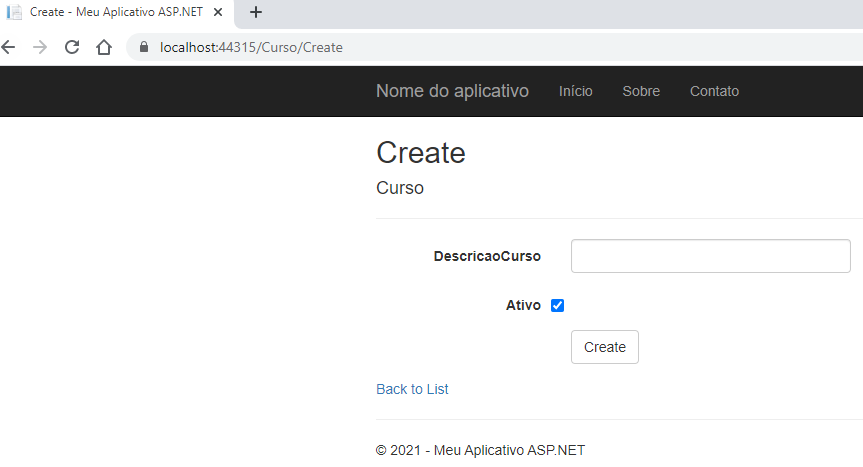 Create - Meu Aplicativo ASP.NET
localhost:44315/Curso/Create
Nome do aplicativo Início Sobre Contato
Create
Curso
DescricaoCurso
Ativo
Create
Back to List
© 2021 - Meu Aplicativo ASP.NET